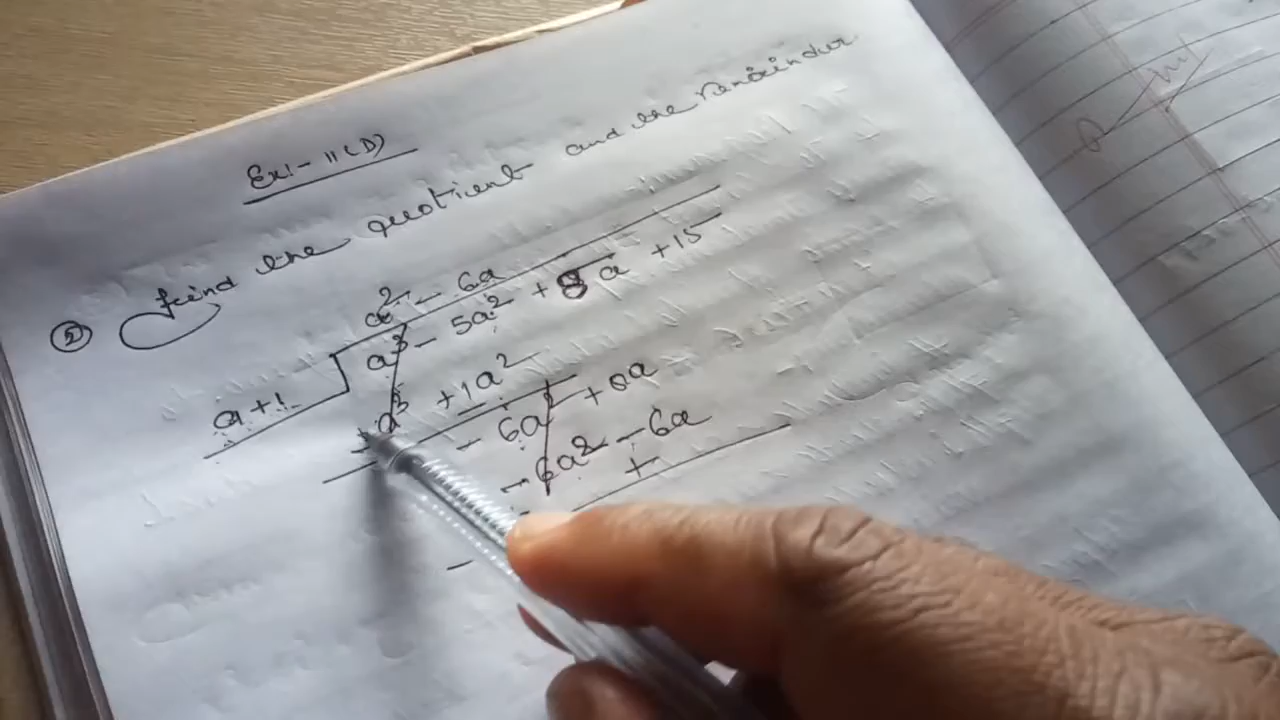 Ex:- 11(D)
② find the quotient and the remainder
a² - 6a
a + 1 a³ - 5a² + 8a + 15
a³ + 1a²
- 6a² + 8a
- 6a² - 6a
+